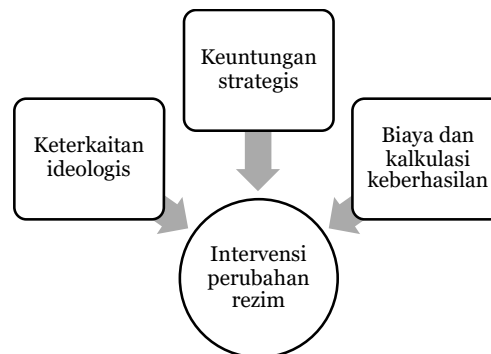 Keuntungan
strategis
Keterkaitan
ideologis
Biaya dan
kalkulasi
keberhasilan
Intervensi
perubahan
rezim